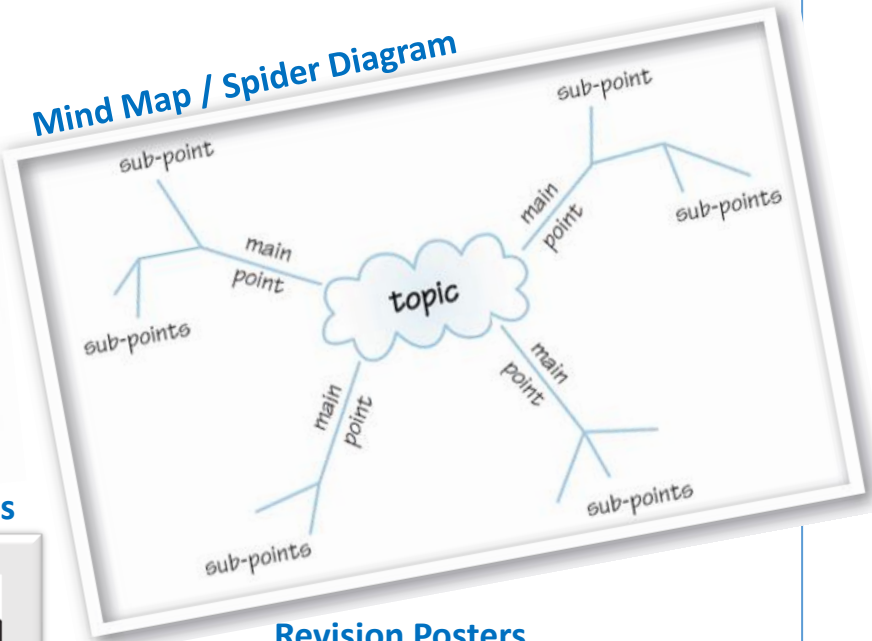 Mind Map / Spider Diagram
sub-point
sub-point
main
point
sub-points
main
point
sub-points
topic
main
point
sub-points
main
point
sub-points
s
Revision Posters